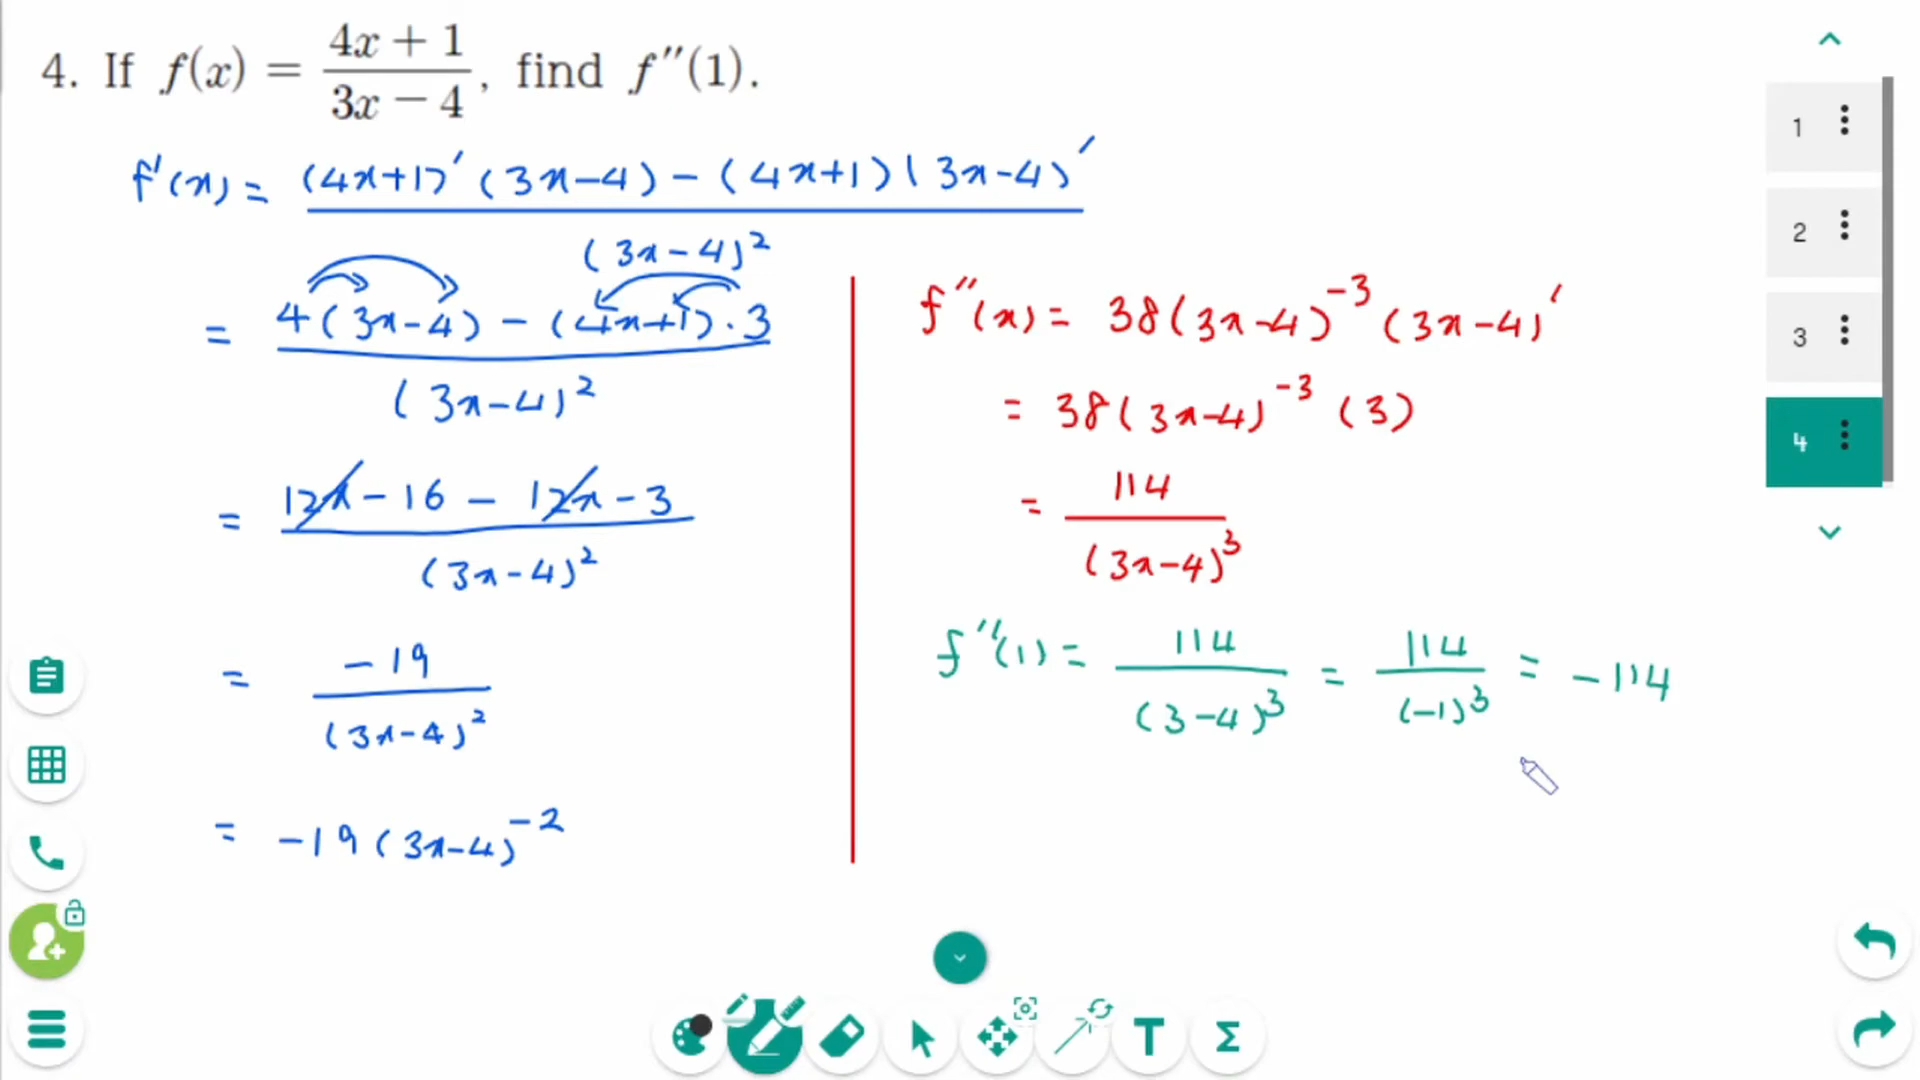 4. If f(x) = (4x + 1)/(3x − 4), find f″(1).
f'(x) = ((4x+1)' (3x−4) − (4x+1)(3x−4)')/(3x−4)²
= (4(3x−4) − (4x+1)·3)/(3x−4)²
= (12x − 16 − 12x − 3)/(3x−4)²
= −19/(3x−4)²
= −19(3x−4)⁻²
f″(x) = 38(3x−4)⁻³ (3x−4)'
= 38(3x−4)⁻³ (3)
= 114/(3x−4)³
f″(1) = 114/(3−4)³ = 114/(−1)³ = −114
1
2
3
4
T
Σ